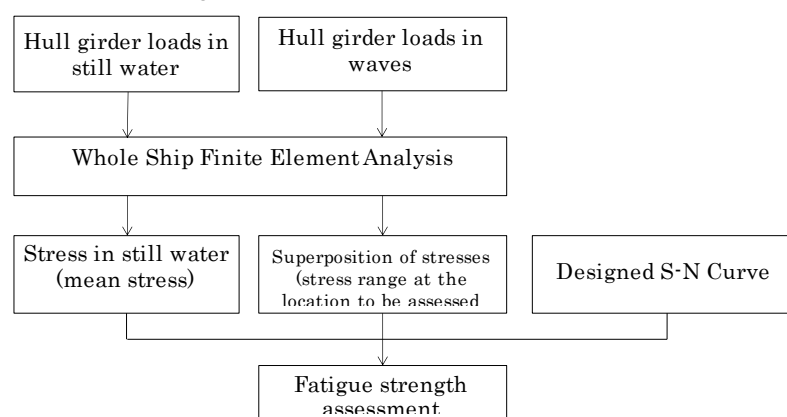 Hull girder loads in
still water
Hull girder loads in
waves
Whole Ship Finite Element Analysis
Stress in still water
(mean stress)
Superposition of stresses
(stress range at the
location to be assessed
Designed S-N Curve
Fatigue strength
assessment